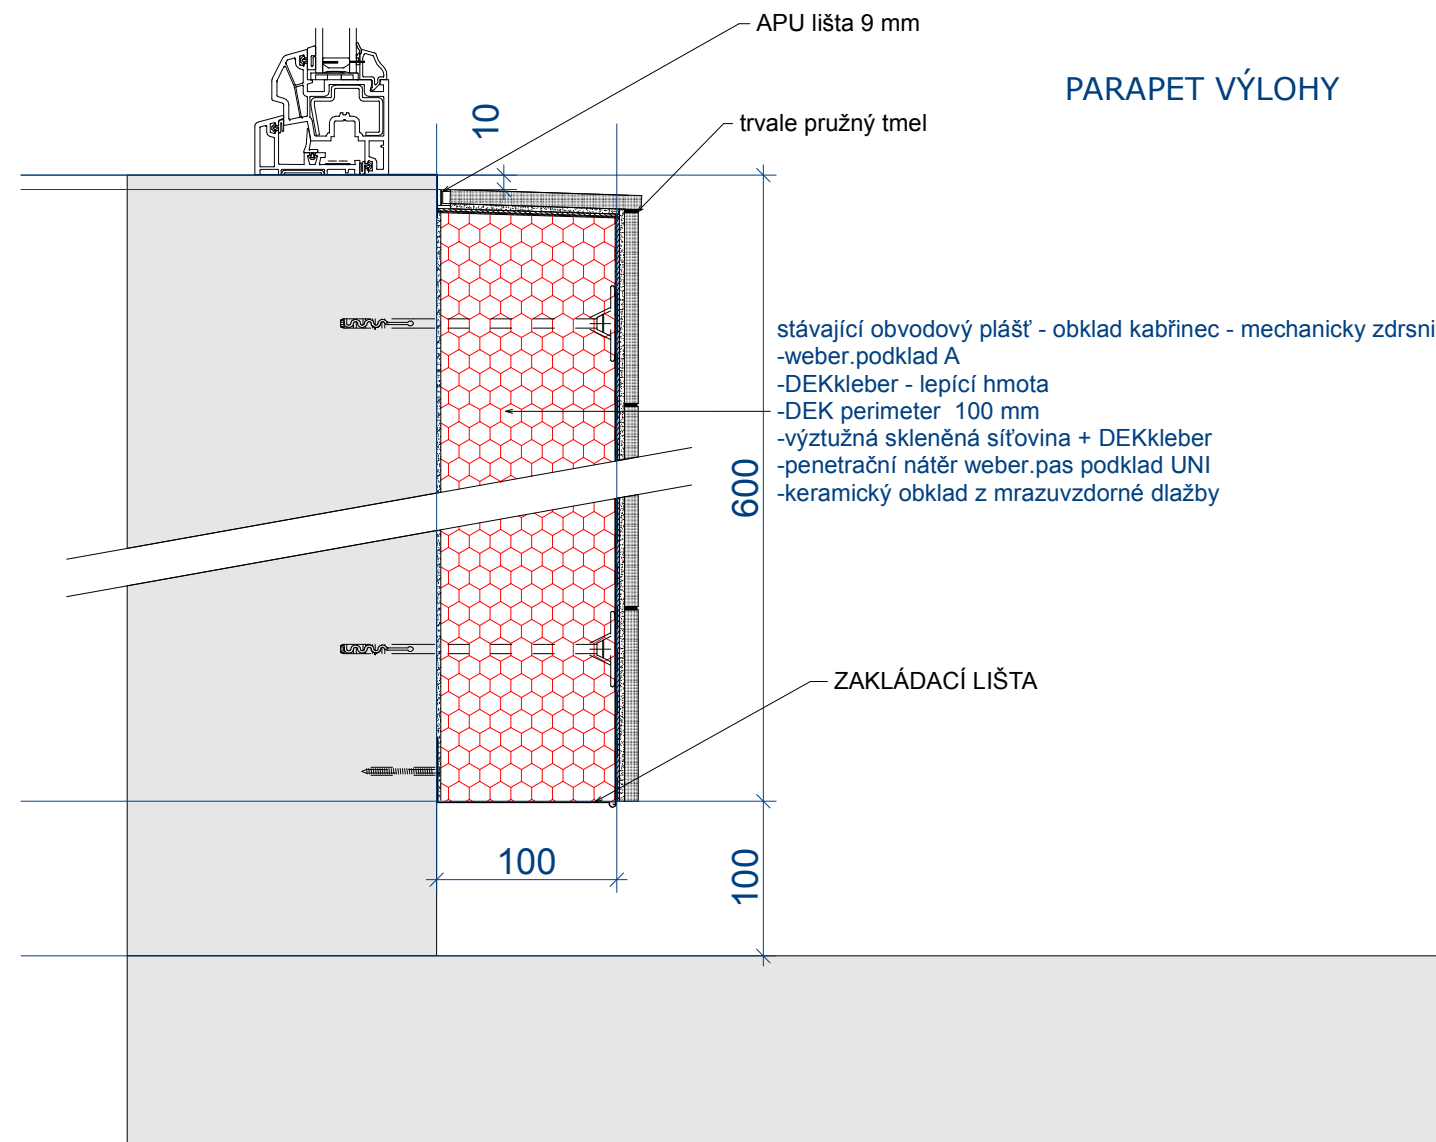 APU lišta 9 mm
PARAPET VÝLOHY
10
trvale pružný tmel
stávající obvodový plášť - obklad kabřinec - mechanicky zdrsni
-weber.podklad A
-DEKkleber - lepící hmota
-DEK perimeter 100 mm
-výztužná skleněná síťovina + DEKkleber
-penetrační nátěr weber.pas podklad UNI
-keramický obklad z mrazuvzdorné dlažby
600
ZAKLÁDACÍ LIŠTA
100
100